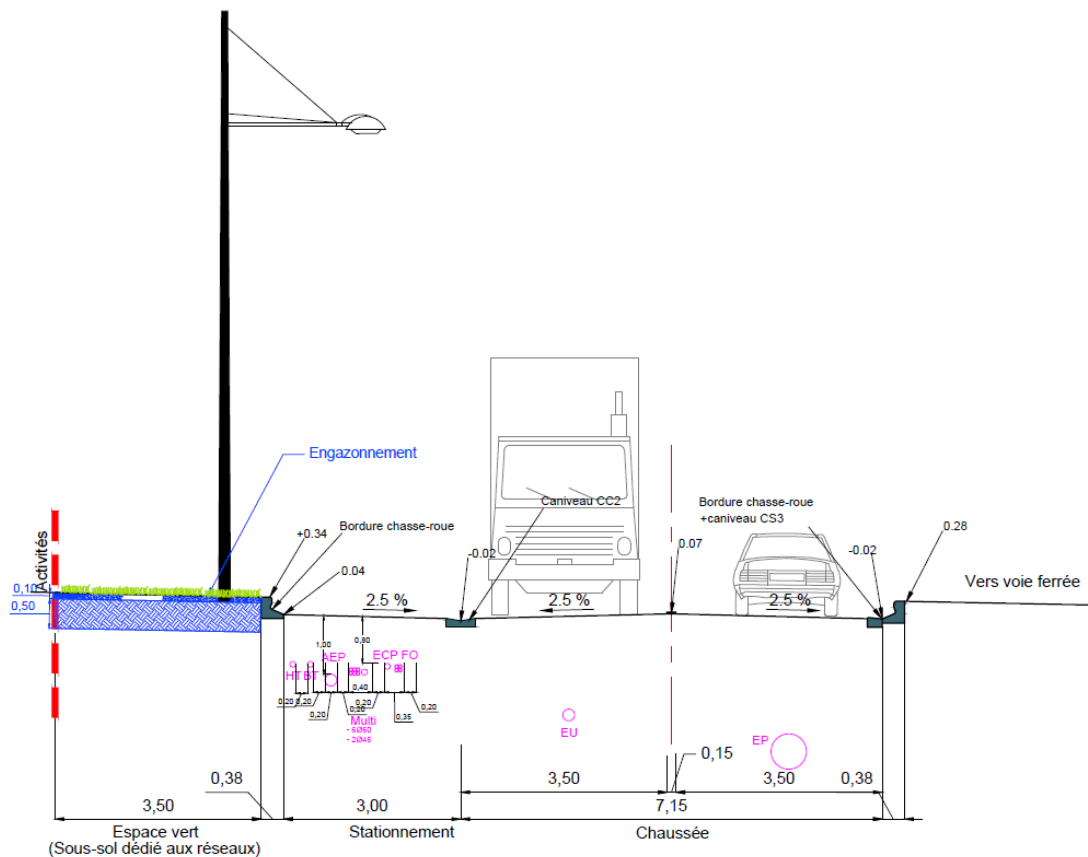 Engazonnement
Caniveau CC2
Bordure chasse-roue
+caniveau CS3
0.28
+0.34
Bordure chasse-roue
-0.02
0.07
-0.02
Activités
0.04
Vers voie ferrée
0,10
0,50
2.5 %
2.5 %
2.5 %
1,00
0,80
AEP
ECP FO
HT BT
0,40
0,20
0,20
0,20
0,20
0,20
0,20
0,35
Multi
- 6Ø60
- 2Ø45
EU
EP
0,15
0,38
3,50
3,50
0,38
3,50
3,00
7,15
Espace vert
Stationnement
Chaussée
(Sous-sol dédié aux réseaux)